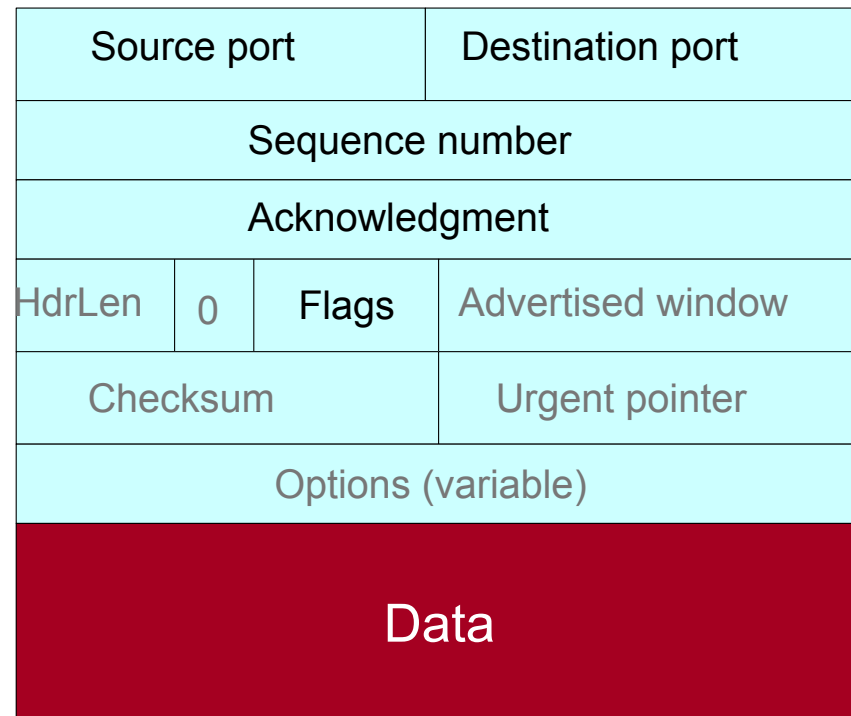 Source port Destination port
Sequence number
Acknowledgment
HdrLen 0 Flags Advertised window
Checksum Urgent pointer
Options (variable)
Data